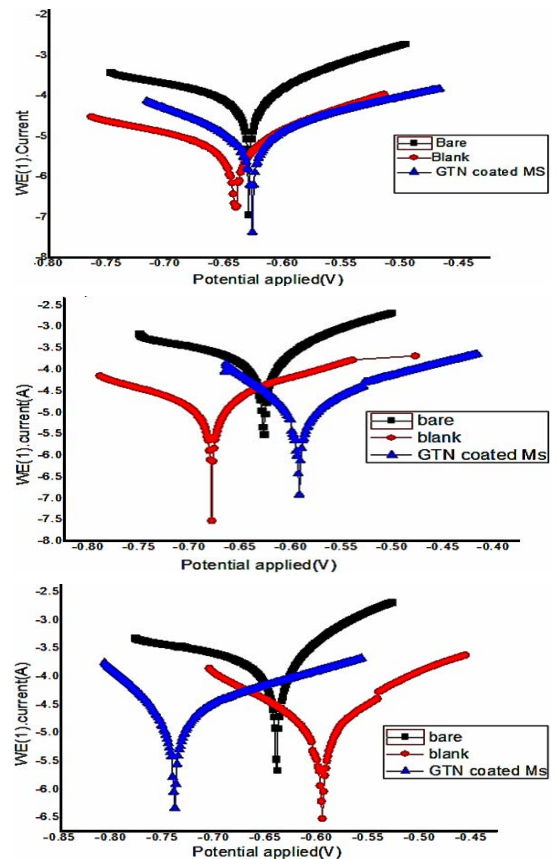 -2
-3
-4
-5
-6
-7
-8
WE(1).Current
Bare
Blank
GTN coated MS
-0.80 -0.75 -0.70 -0.65 -0.60 -0.55 -0.50 -0.45
Potential applied(V)
-2.5
-3.0
-3.5
-4.0
-4.5
-5.0
-5.5
-6.0
-6.5
-7.0
-7.5
-8.0
WE(1).current(A)
bare
blank
GTN coated Ms
-0.80 -0.75 -0.70 -0.65 -0.60 -0.55 -0.50 -0.45 -0.40
Potential applied(V)
-2.5
-3.0
-3.5
-4.0
-4.5
-5.0
-5.5
-6.0
-6.5
WE(1).current(A)
bare
blank
GTN coated Ms
-0.85 -0.80 -0.75 -0.70 -0.65 -0.60 -0.55 -0.50 -0.45
Potential applied(V)